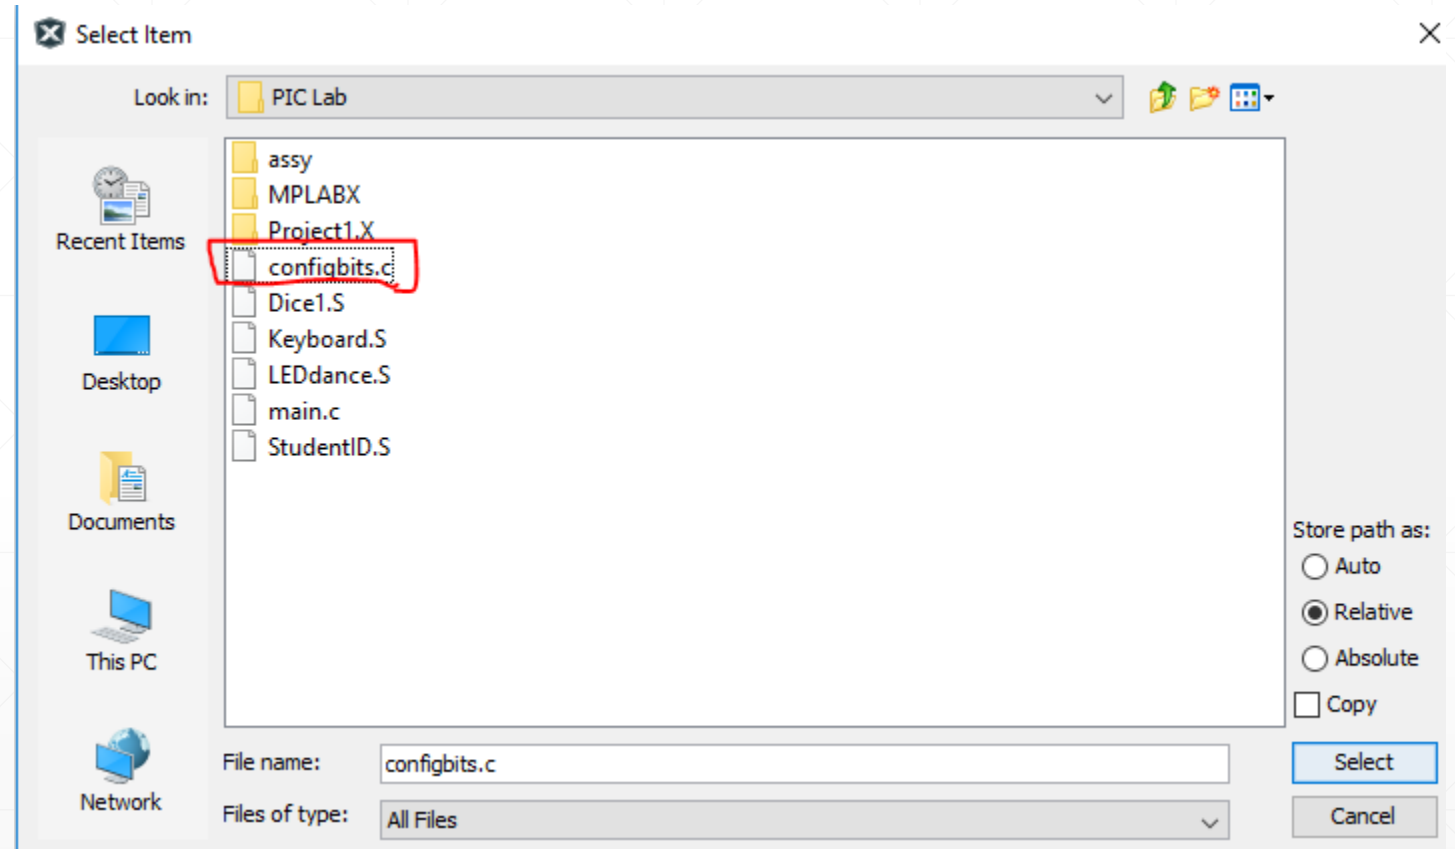 Select Item
Look in: PIC Lab
assy
MPLABX
Project1.X
configbits.c
Dice1.S
Keyboard.S
LEDdance.S
main.c
StudentID.S
Recent Items
Desktop
Documents
This PC
Network
Store path as:
Auto
Relative
Absolute
Copy
File name: configbits.c
Select
Files of type: All Files
Cancel